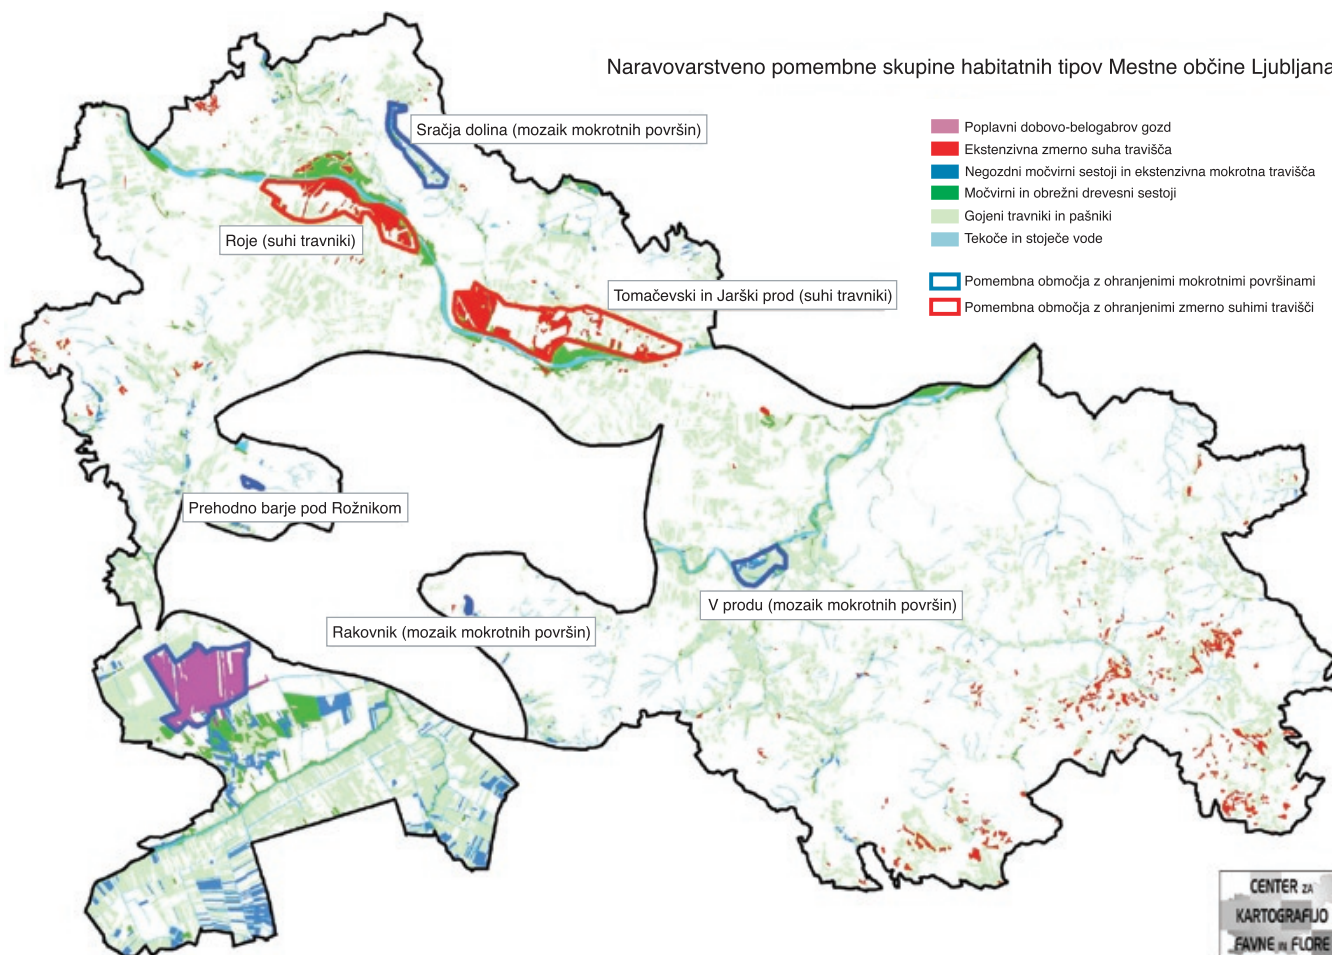 Naravovarstveno pomembne skupine habitatnih tipov Mestne občine Ljubljana
Sračja dolina (mozaik mokrotnih površin)
Poplavni dobovo-belogabrov gozd
Ekstenzivna zmerno suha travišča
Negozdni močvirni sestoji in ekstenzivna mokrotna travišča
Močvirni in obrežni drevesni sestoji
Gojeni travniki in pašniki
Tekoče in stoječe vode
Pomembna območja z ohranjenimi mokrotnimi površinami
Pomembna območja z ohranjenimi zmerno suhimi travišči
Roje (suhi travniki)
Tomačevski in Jarški prod (suhi travniki)
Prehodno barje pod Rožnikom
V produ (mozaik mokrotnih površin)
Rakovnik (mozaik mokrotnih površin)
CENTER ZA
KARTOGRAFIJO
FAVNE IN FLORE